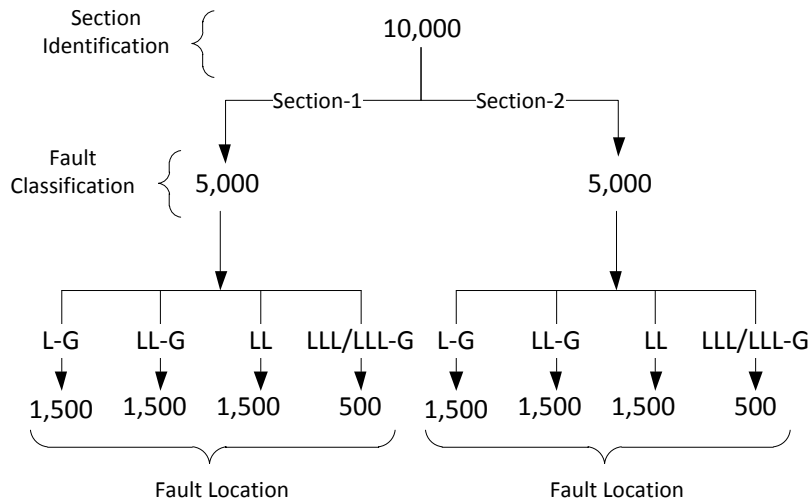 Section
Identification
10,000
Section-1
Section-2
Fault
Classification
5,000
5,000
L-G
LL-G
LL
LLL/LLL-G
L-G
LL-G
LL
LLL/LLL-G
1,500
1,500
1,500
500
1,500
1,500
1,500
500
Fault Location
Fault Location